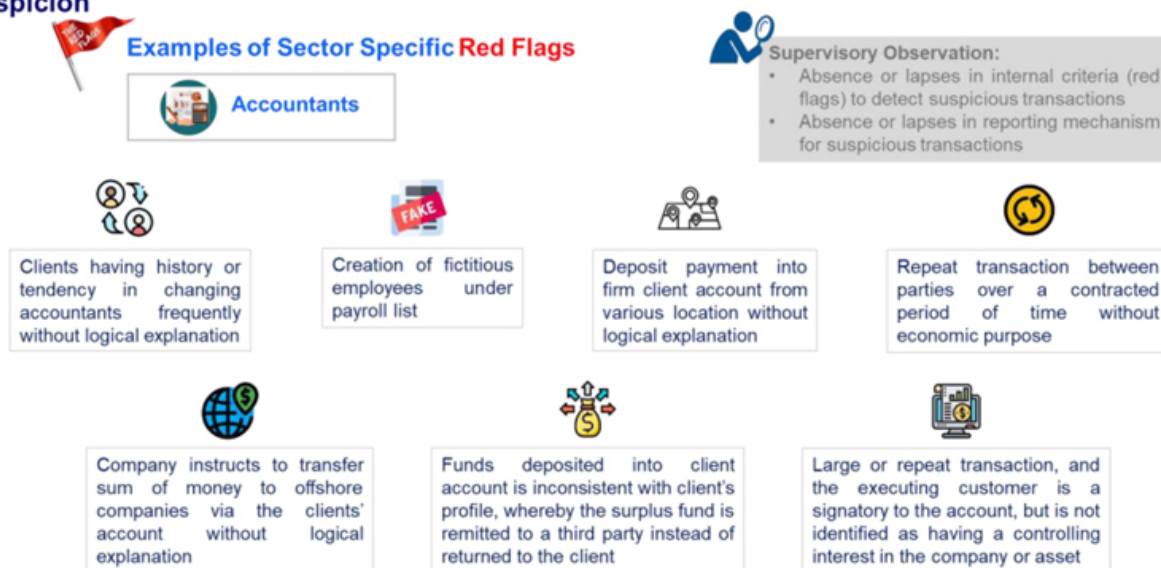 spicion
THE
RED
FLAGS
Examples of Sector Specific Red Flags
Accountants
Supervisory Observation:
• Absence or lapses in internal criteria (red
flags) to detect suspicious transactions
• Absence or lapses in reporting mechanism
for suspicious transactions
Clients having history or
tendency in changing
accountants frequently
without logical explanation
FAKE
Creation of fictitious
employees under
payroll list
Deposit payment into
firm client account from
various location without
logical explanation
Repeat transaction between
parties over a contracted
period of time without
economic purpose
$
Company instructs to transfer
sum of money to offshore
companies via the clients'
account without logical
explanation
$
Funds deposited into client
account is inconsistent with client's
profile, whereby the surplus fund is
remitted to a third party instead of
returned to the client
$
Large or repeat transaction, and
the executing customer is a
signatory to the account, but is not
identified as having a controlling
interest in the company or asset